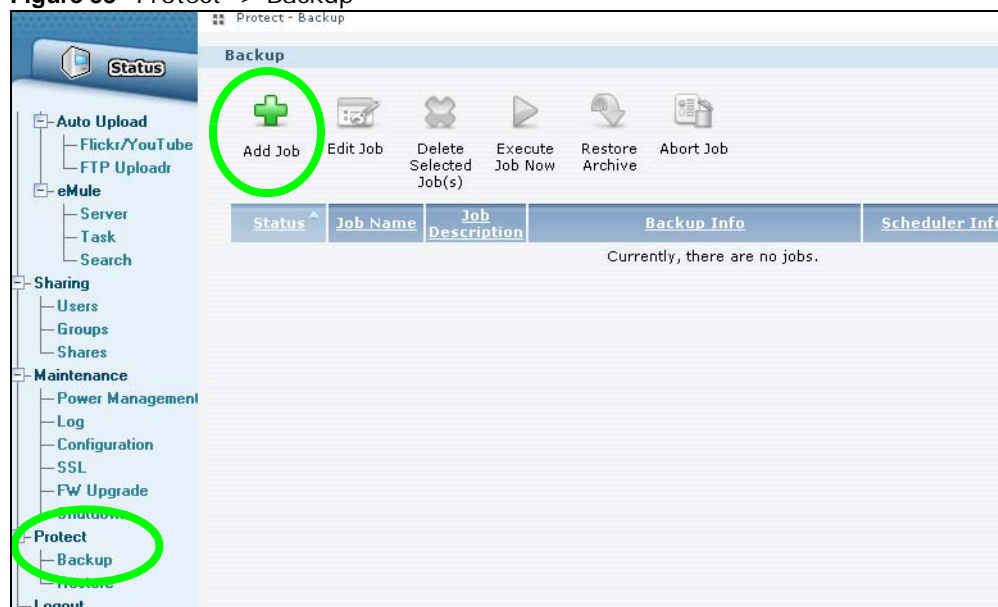 Protect - Backup
Status
Backup
Add Job
Edit Job
Delete Selected Job(s)
Execute Job Now
Restore Archive
Abort Job
Status
Job Name
Job Description
Backup Info
Scheduler Info
Currently, there are no jobs.
Auto Upload
Flickr/YouTube
FTP Uploadr
eMule
Server
Task
Search
Sharing
Users
Groups
Shares
Maintenance
Power Management
Log
Configuration
SSL
FW Upgrade
Protect
Backup
Logout